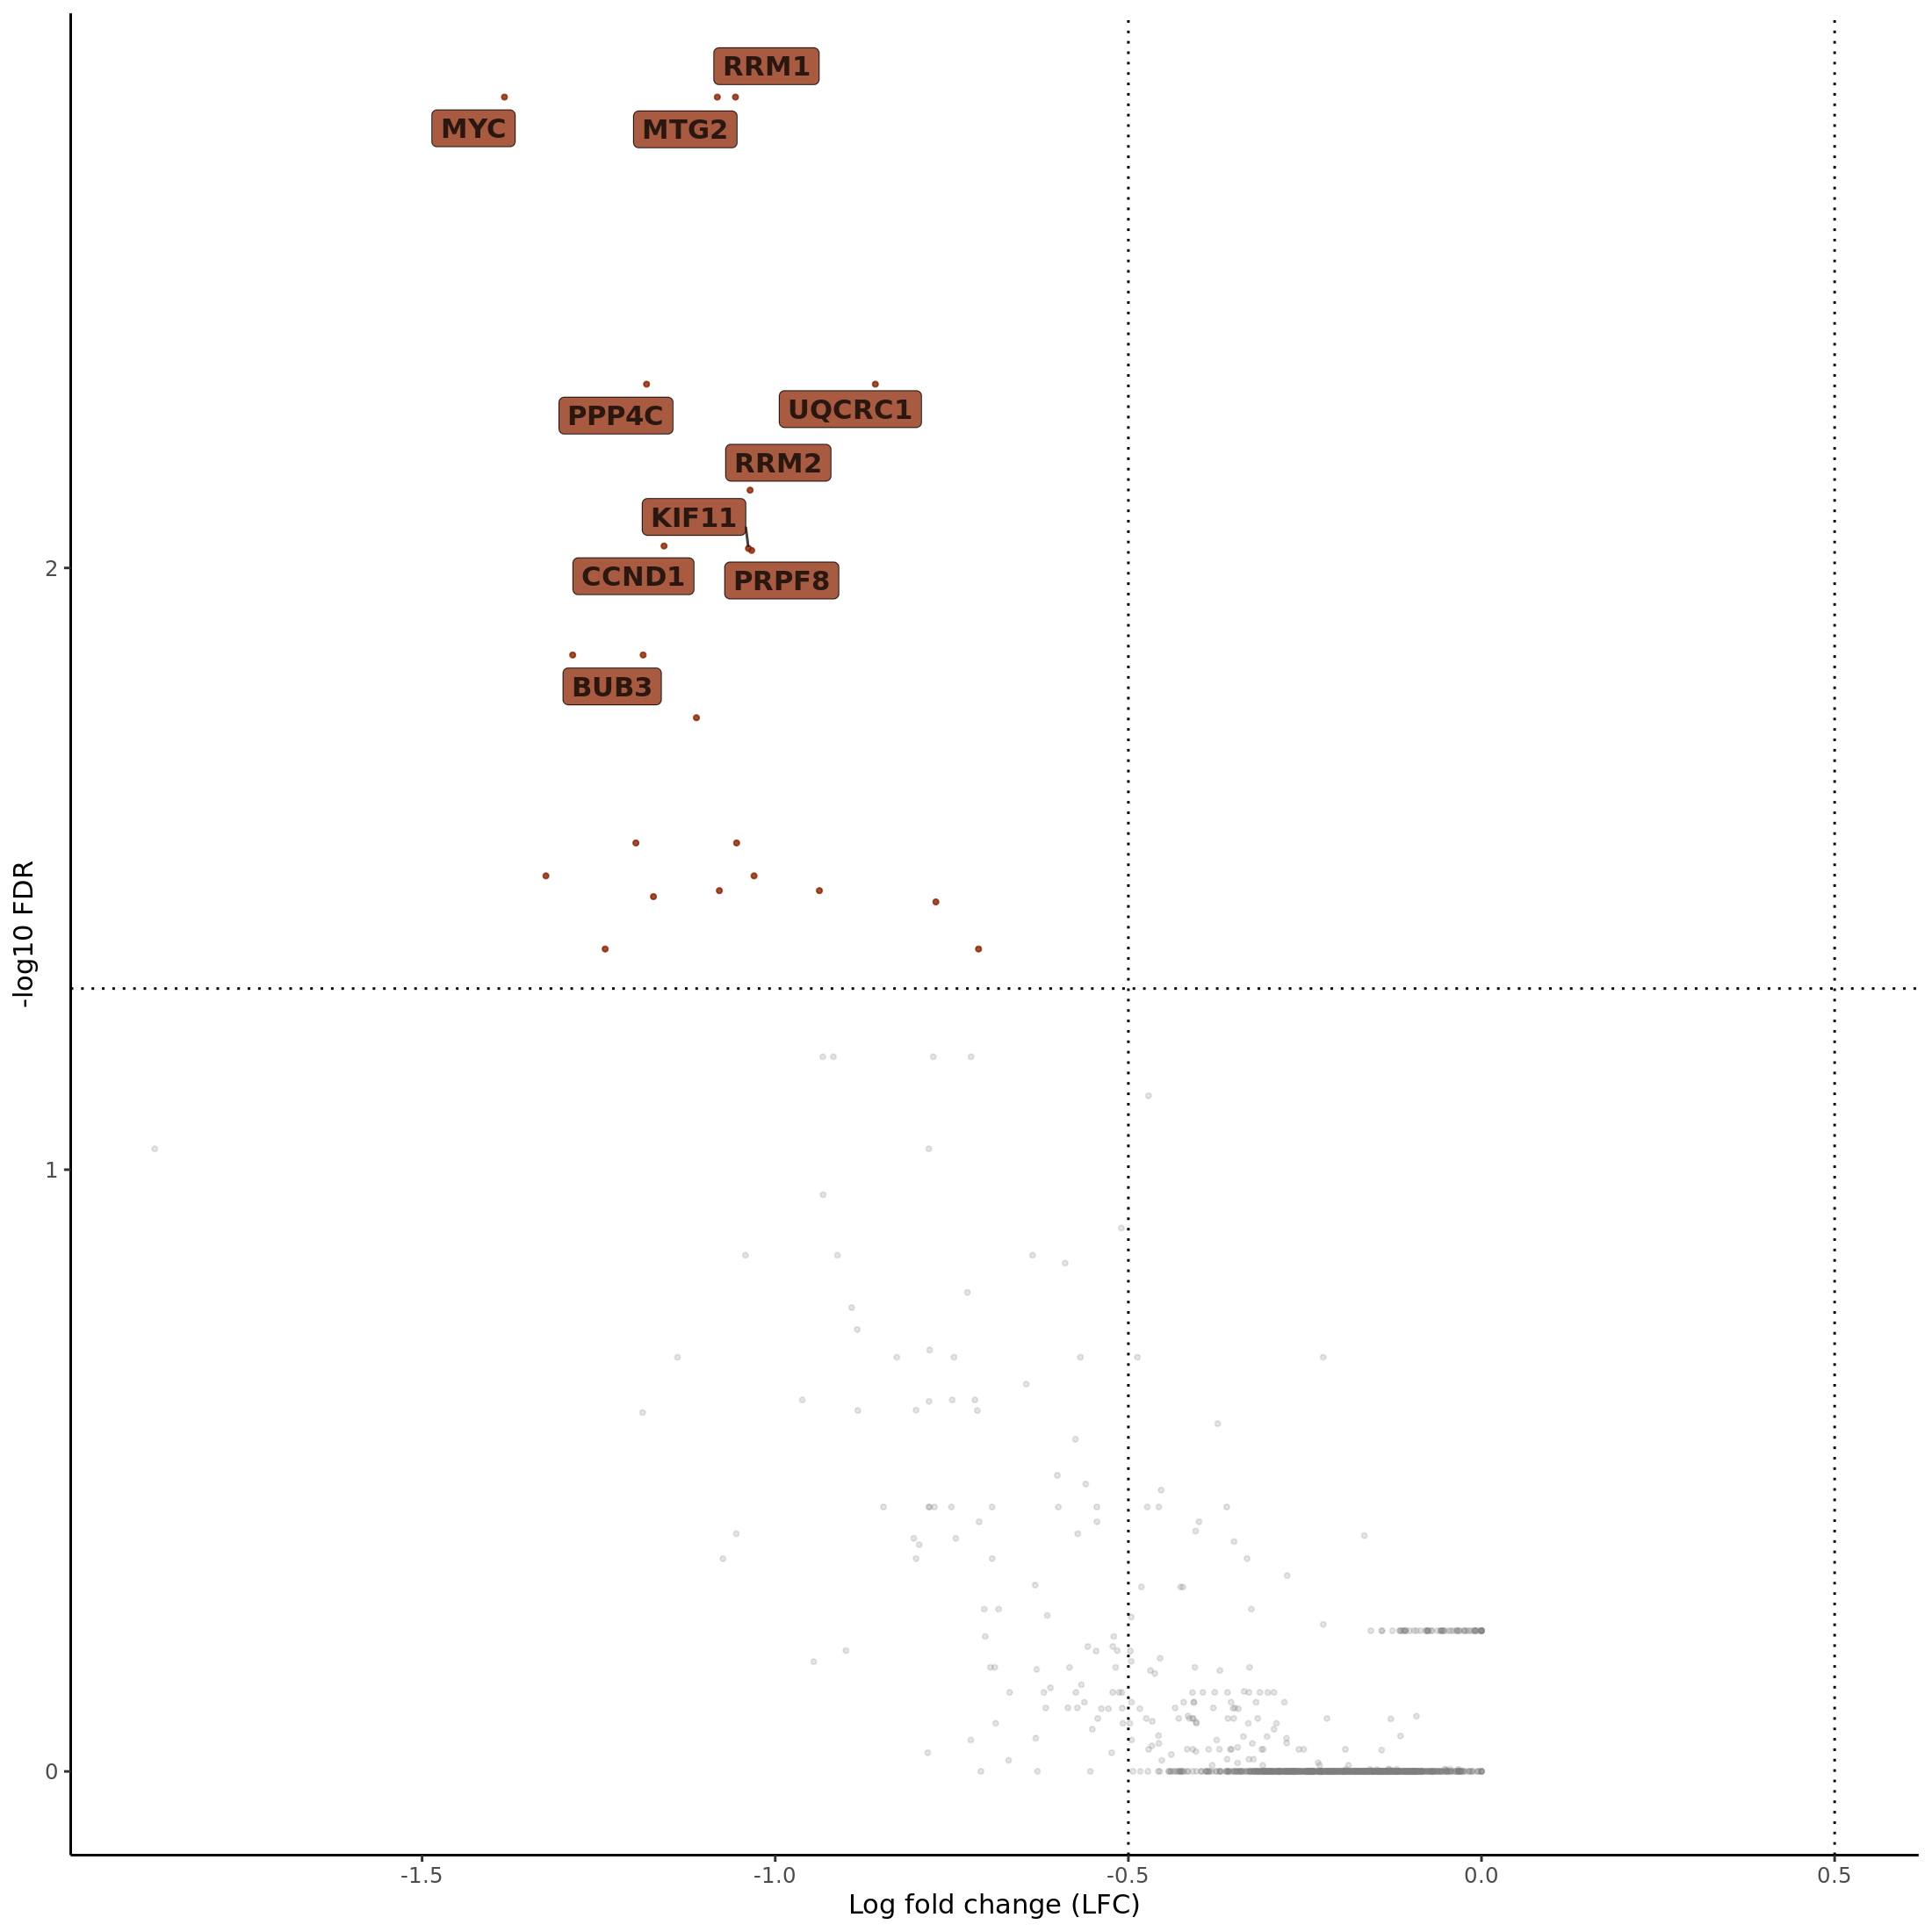 RRM1
MYC
MTG2
PPP4C
UQCRC1
RRM2
KIF11
CCND1
PRPF8
BUB3
2
1
0
-log10 FDR
-1.5
-1.0
-0.5
0.0
0.5
Log fold change (LFC)